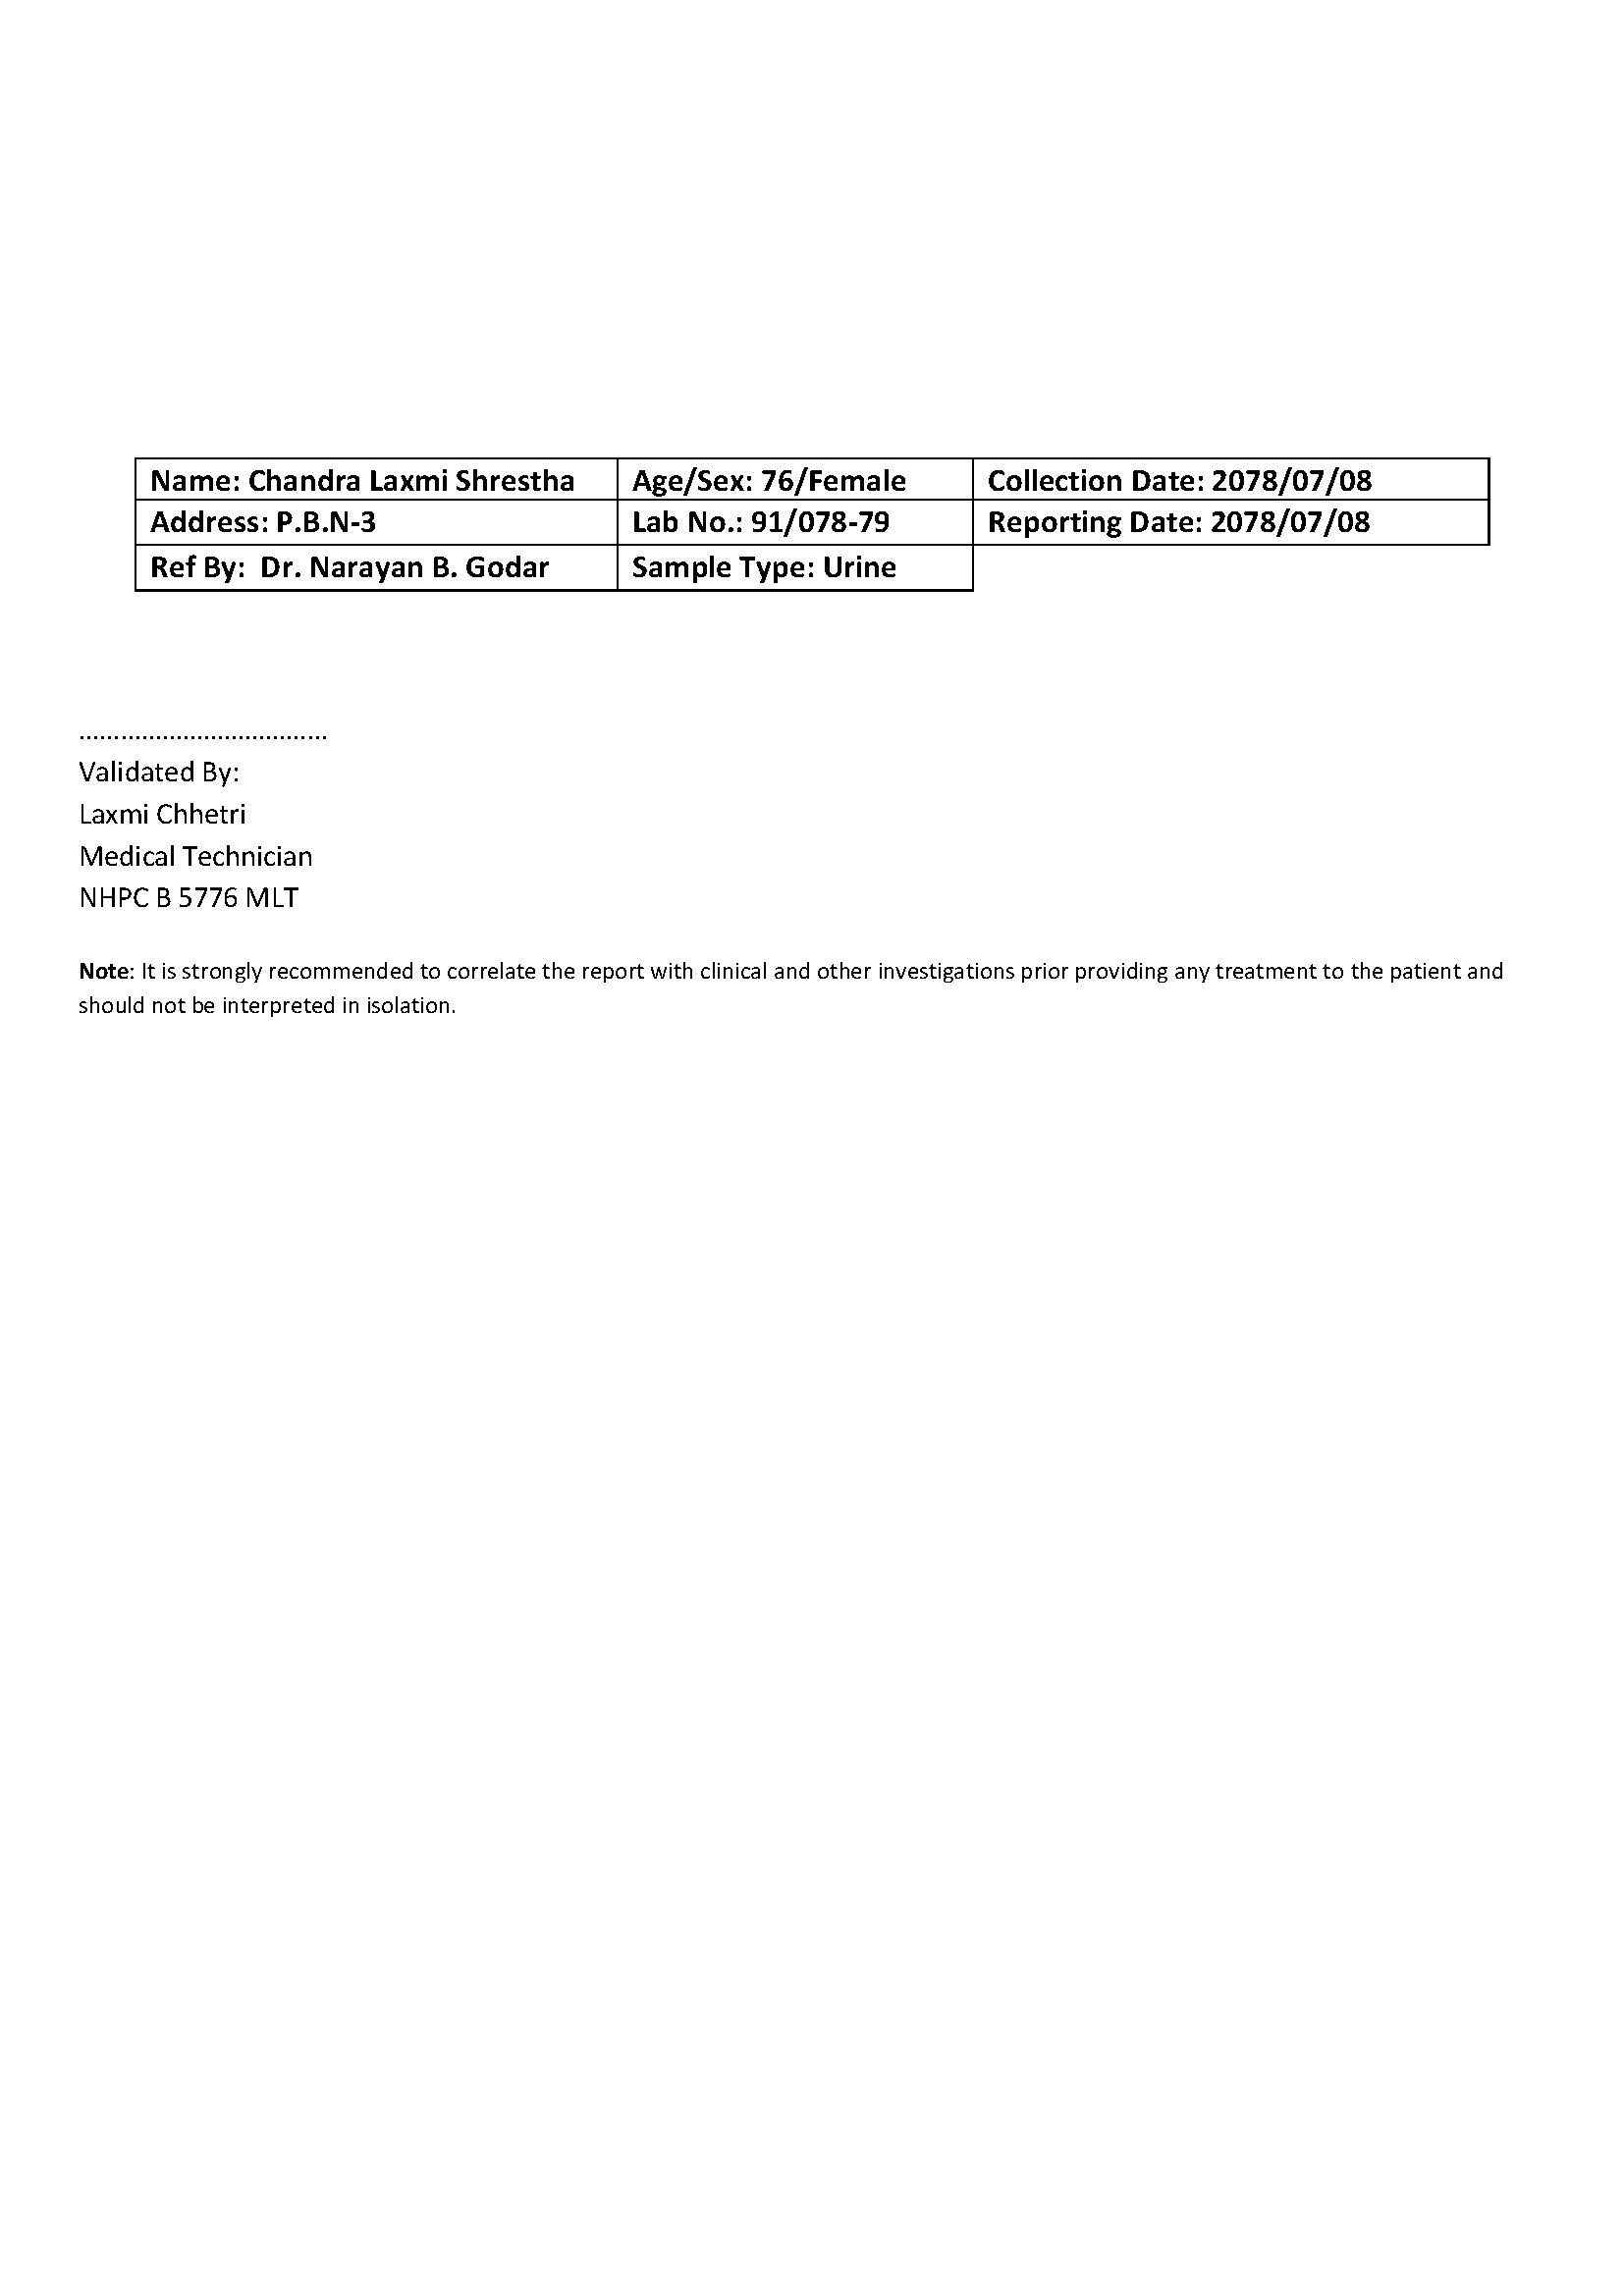 Name: Chandra Laxmi Shrestha Age/Sex: 76/Female Collection Date: 2078/07/08
Address: P.B.N-3 Lab No.: 91/078-79 Reporting Date: 2078/07/08
Ref By:  Dr. Narayan B. Godar Sample Type: Urine
....................................
Validated By:
Laxmi Chhetri
Medical Technician
NHPC B 5776 MLT
Note: It is strongly recommended to correlate the report with clinical and other investigations prior providing any treatment to the patient and
should not be interpreted in isolation.